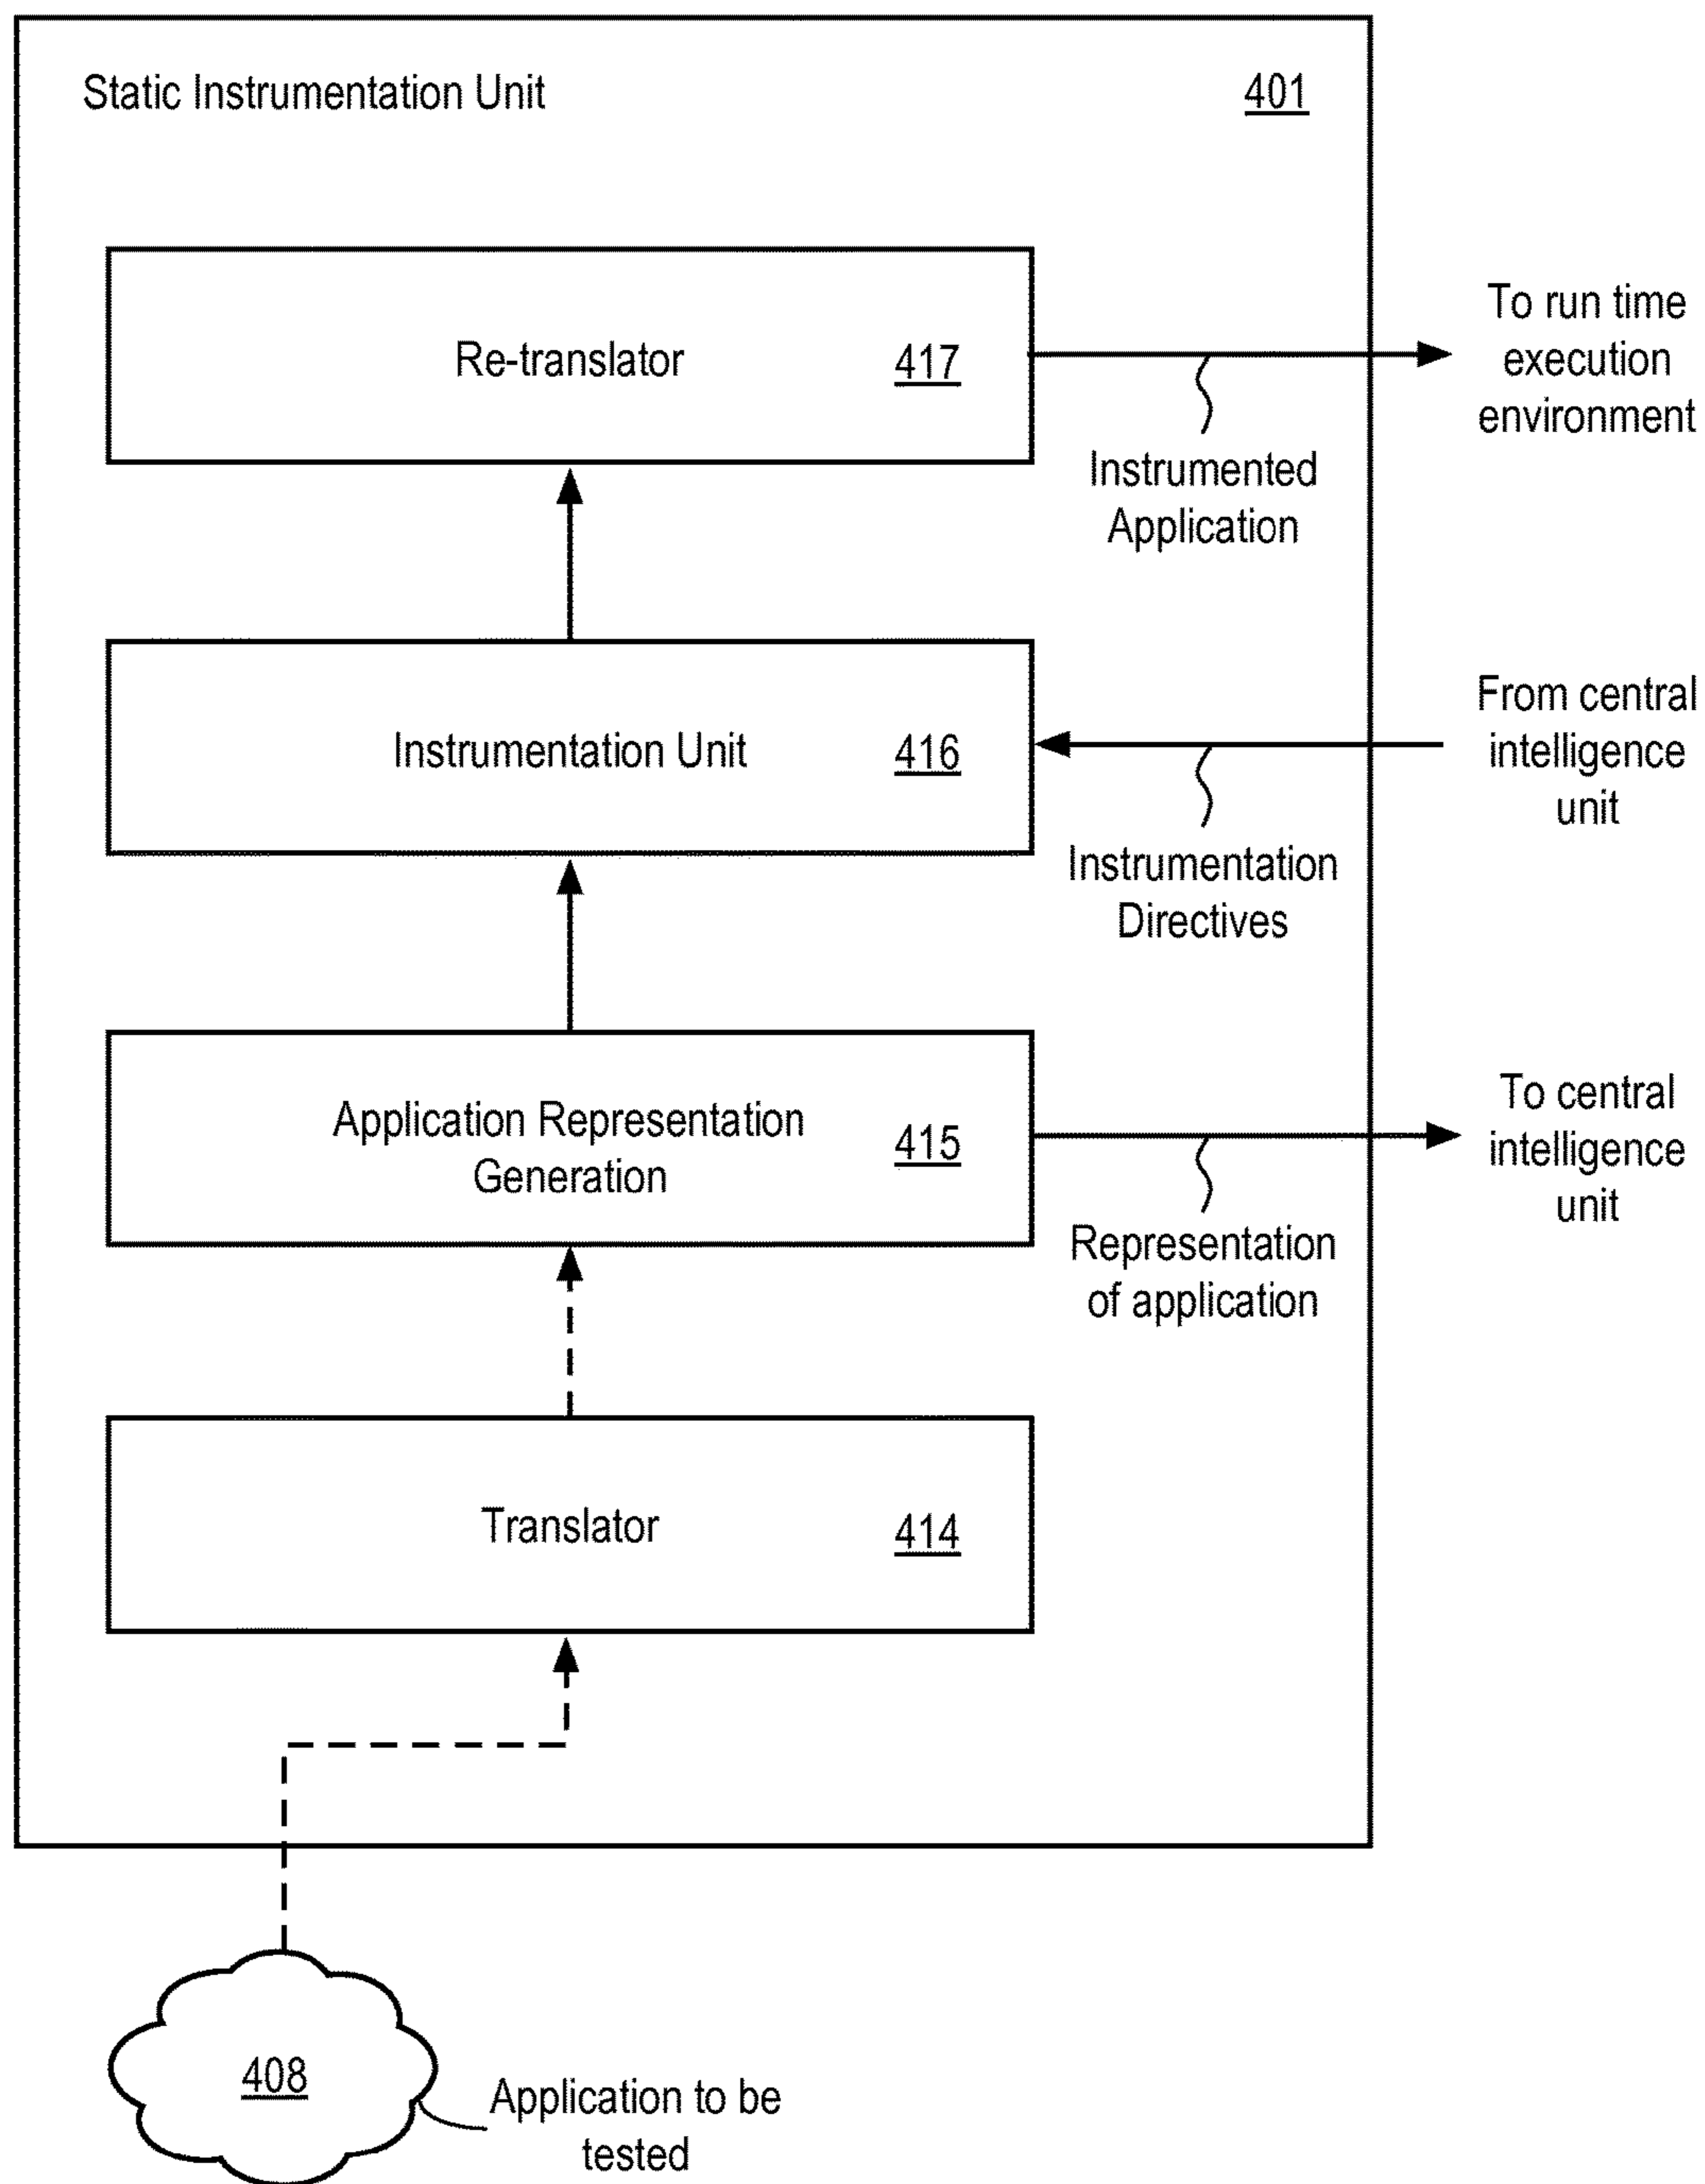 Static Instrumentation Unit
401
Re-translator
417
To run time
execution
environment
Instrumented
Application
Instrumentation Unit
416
From central
intelligence
unit
Instrumentation
Directives
Application Representation
Generation
415
To central
intelligence
unit
Representation
of application
Translator
414
408
Application to be
tested